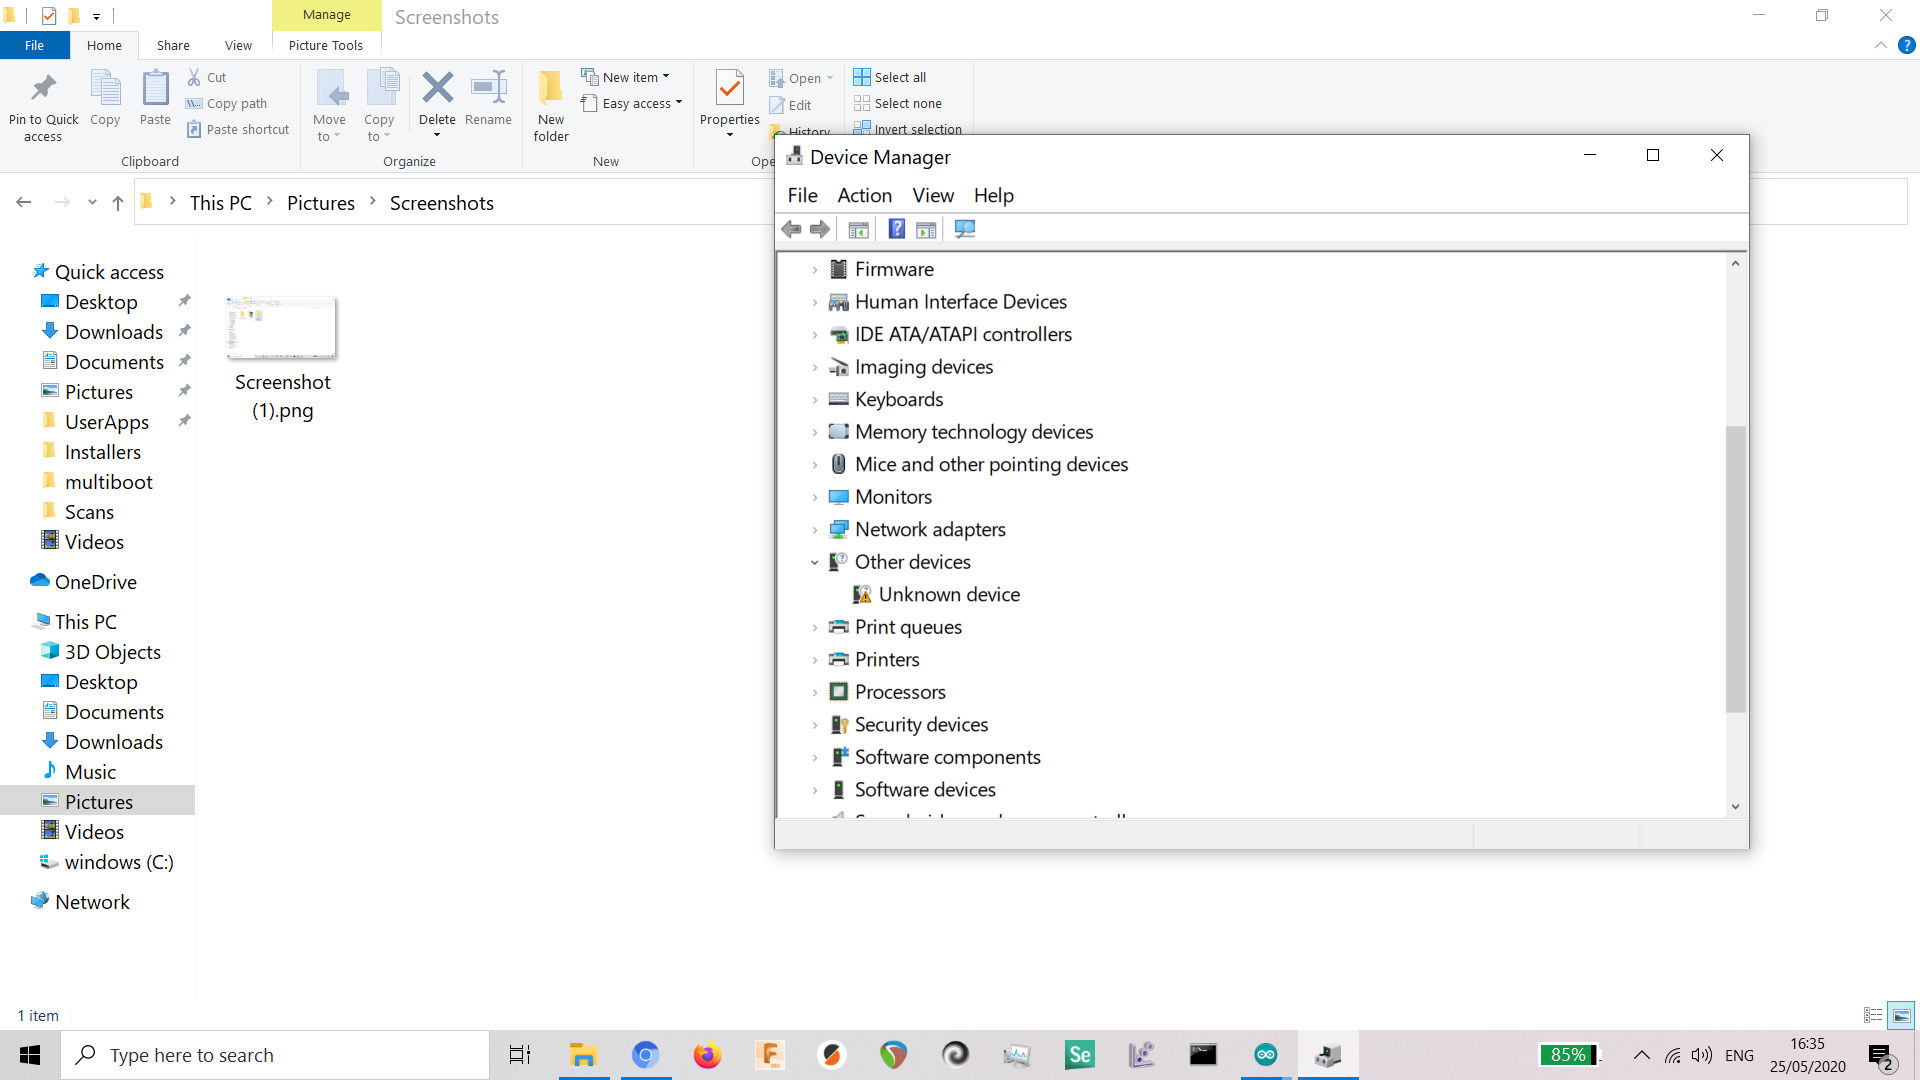 Manage
Screenshots
File
Home
Share
View
Picture Tools
Pin to Quick
access
Copy
Paste
Cut
Copy path
Paste shortcut
Clipboard
Move
to
Copy
to
Delete
Rename
Organize
New
folder
New item
Easy access
New
Properties
Open
Edit
History
Select all
Select none
Invert selection
This PC
Pictures
Screenshots
Quick access
Desktop
Downloads
Documents
Pictures
UserApps
Installers
multiboot
Scans
Videos
OneDrive
This PC
3D Objects
Desktop
Documents
Downloads
Music
Pictures
Videos
windows (C:)
Network
Screenshot
(1).png
Device Manager
File
Action
View
Help
Firmware
Human Interface Devices
IDE ATA/ATAPI controllers
Imaging devices
Keyboards
Memory technology devices
Mice and other pointing devices
Monitors
Network adapters
Other devices
Unknown device
Print queues
Printers
Processors
Security devices
Software components
Software devices
1 item
Type here to search
Se
85%
ENG
16:35
25/05/2020
2